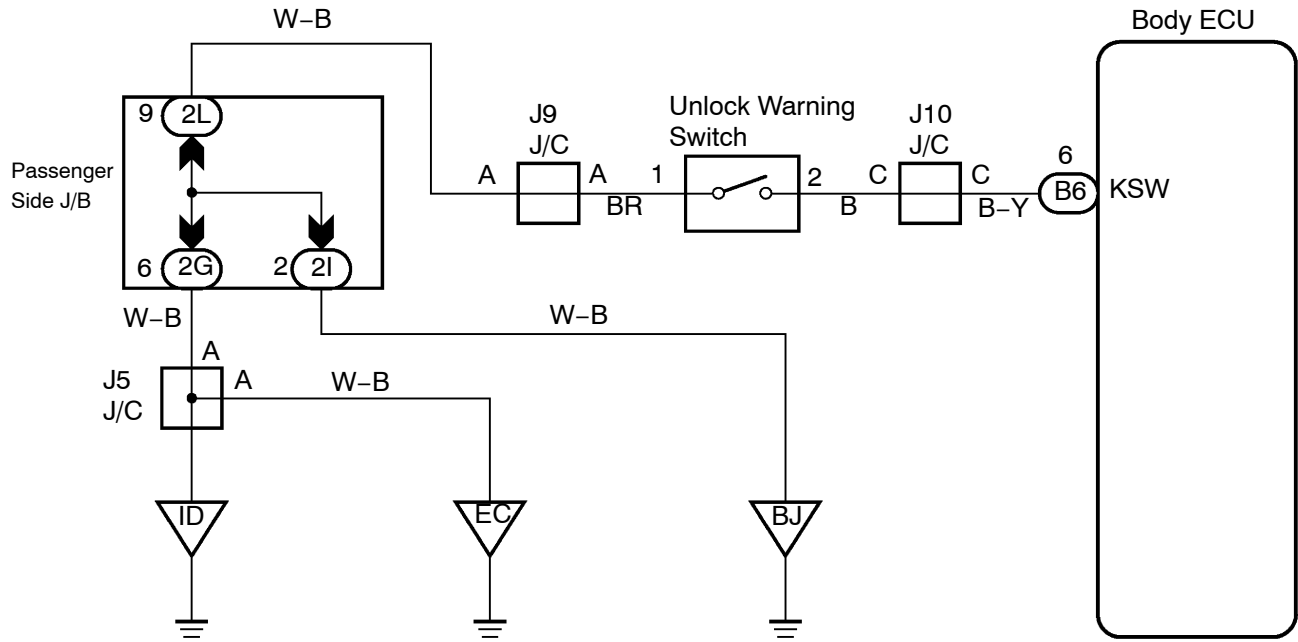 W–B
Body ECU
9
2L
Passenger
Side J/B
6
2G
2
2I
J9
J/C
A
A
BR
Unlock Warning
Switch
1
2
B
J10
J/C
C
C
B–Y
6
B6
KSW
W–B
W–B
A
J5
J/C
A
W–B
ID
EC
BJ